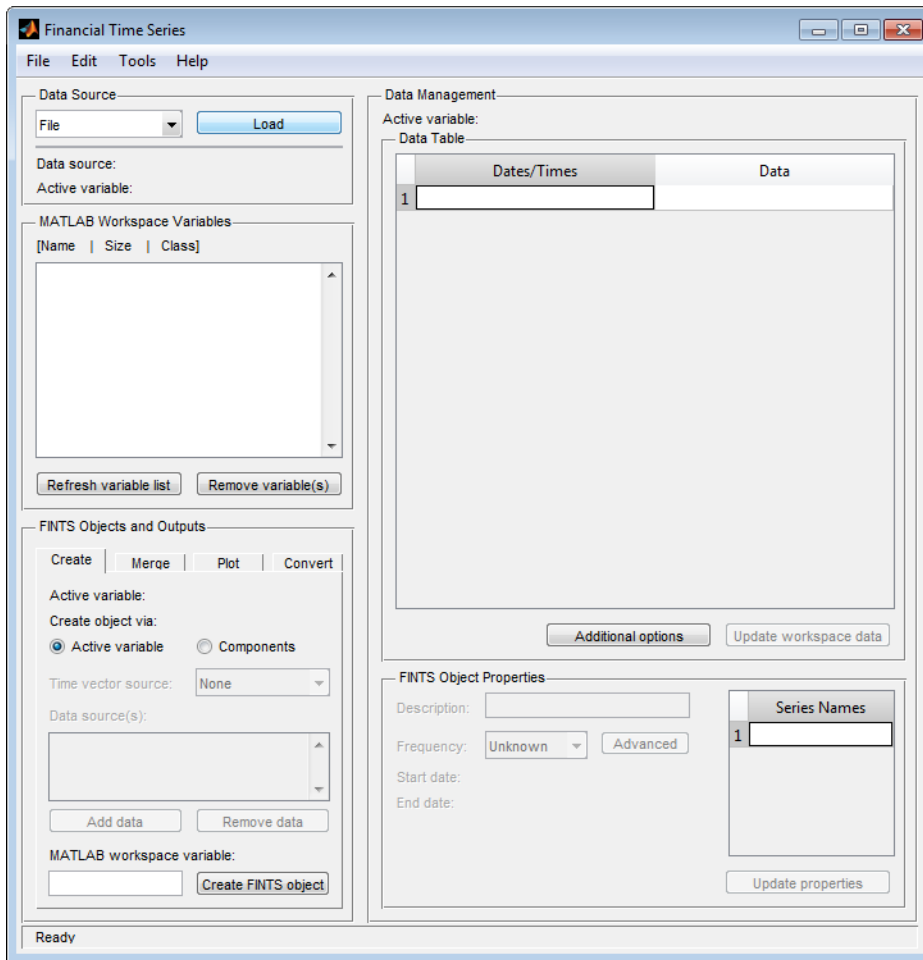 Financial Time Series
File Edit Tools Help
Data Source
File
Load
Data source:
Active variable:
MATLAB Workspace Variables
[Name | Size | Class]
Refresh variable list
Remove variable(s)
FINTS Objects and Outputs
Create
Merge
Plot
Convert
Active variable:
Create object via:
Active variable
Components
Time vector source:
None
Data source(s):
Add data
Remove data
MATLAB workspace variable:
Create FINTS object
Data Management
Active variable:
Data Table
Dates/Times
Data
1
Additional options
Update workspace data
FINTS Object Properties
Description:
Frequency:
Unknown
Advanced
Start date:
End date:
Series Names
1
Update properties
Ready